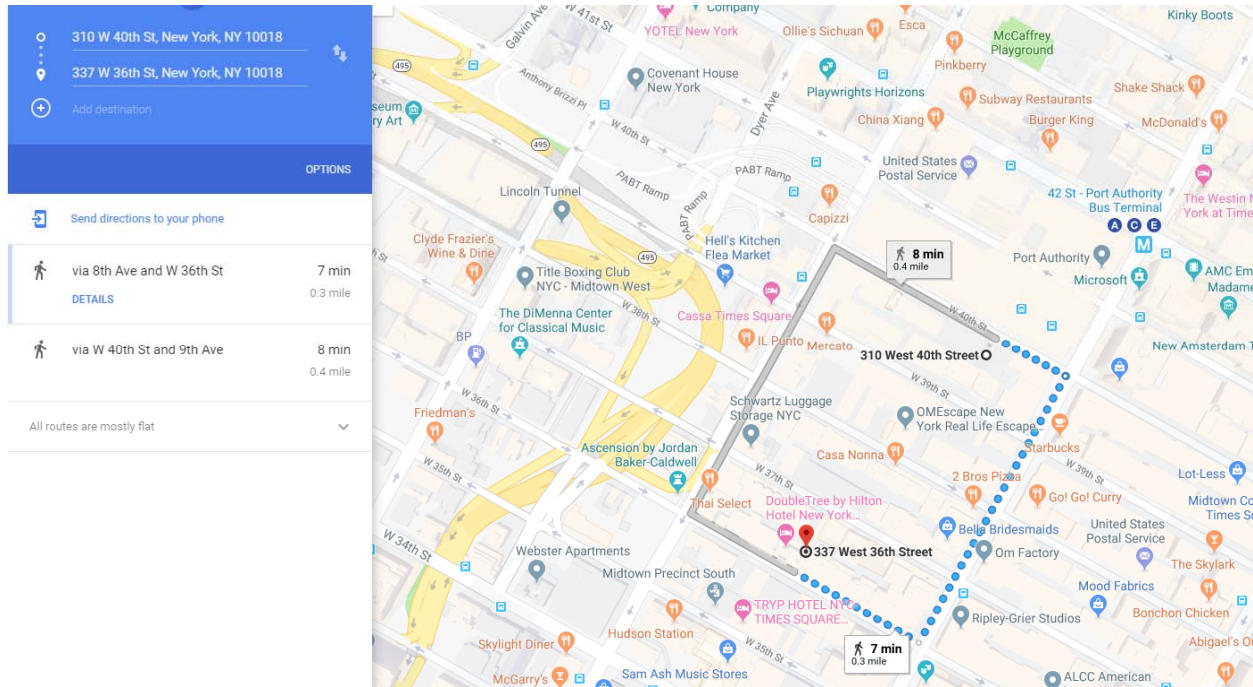 310 W 40th St, New York, NY 10018
337 W 36th St, New York, NY 10018
Add destination
OPTIONS
Send directions to your phone
via 8th Ave and W 36th St
7 min
DETAILS
0.3 mile
via W 40th St and 9th Ave
8 min
0.4 mile
All routes are mostly flat
Galvin Ave
W 41st St
YOTEL New York
Company
Ollie's Sichuan
Esca
McCaffrey
Playground
Kinky Boots
Pinkberry
495
Covenant House
New York
Anthony Brizzi Pl
Playwrights Horizons
Dyer Ave
Subway Restaurants
Shake Shack
seum
ry Art
China Xiang
Burger King
McDonald's
W 40th St
495
United States
Postal Service
PABT Ramp
PABT Ramp
PABT Ramp
Lincoln Tunnel
42 St - Port Authority
Bus Terminal
A C E
M
The Westin
York at Time
Capizzi
Clyde Frazier's
Wine & Dine
Hell's Kitchen
Flea Market
8 min
0.4 mile
495
Port Authority
Title Boxing Club
NYC - Midtown West
Microsoft
AMC Em
Madame
The DiMenna Center
for Classical Music
W 38th St
Cassa Times Square
W 40th St
BP
IL Punto
Mercato
310 West 40th Street
New Amsterdam T
W 39th St
W 36th St
Friedman's
Schwartz Luggage
Storage NYC
OMEscape New
York Real Life Escape...
Starbucks
Ascension by Jordan
Baker-Caldwell
Casa Nonna
W 37th St
W 39th St
W 35th St
2 Bros Pizza
Lot-Less
Thai Select
DoubleTree by Hilton
Hotel New York...
Go! Go! Curry
Midtown Co
Times S
Bella Bridesmaids
United States
Postal Service
W 34th St
Webster Apartments
337 West 36th Street
Om Factory
The Skylark
Midtown Precinct South
Mood Fabrics
TRYP HOTEL NYC
TIMES SQUARE...
Bonchon Chicken
Ripley-Grier Studios
Hudson Station
Skylight Diner
W 35th St
7 min
0.3 mile
Abigael's O
McGarry's
Sam Ash Music Stores
ALCC American